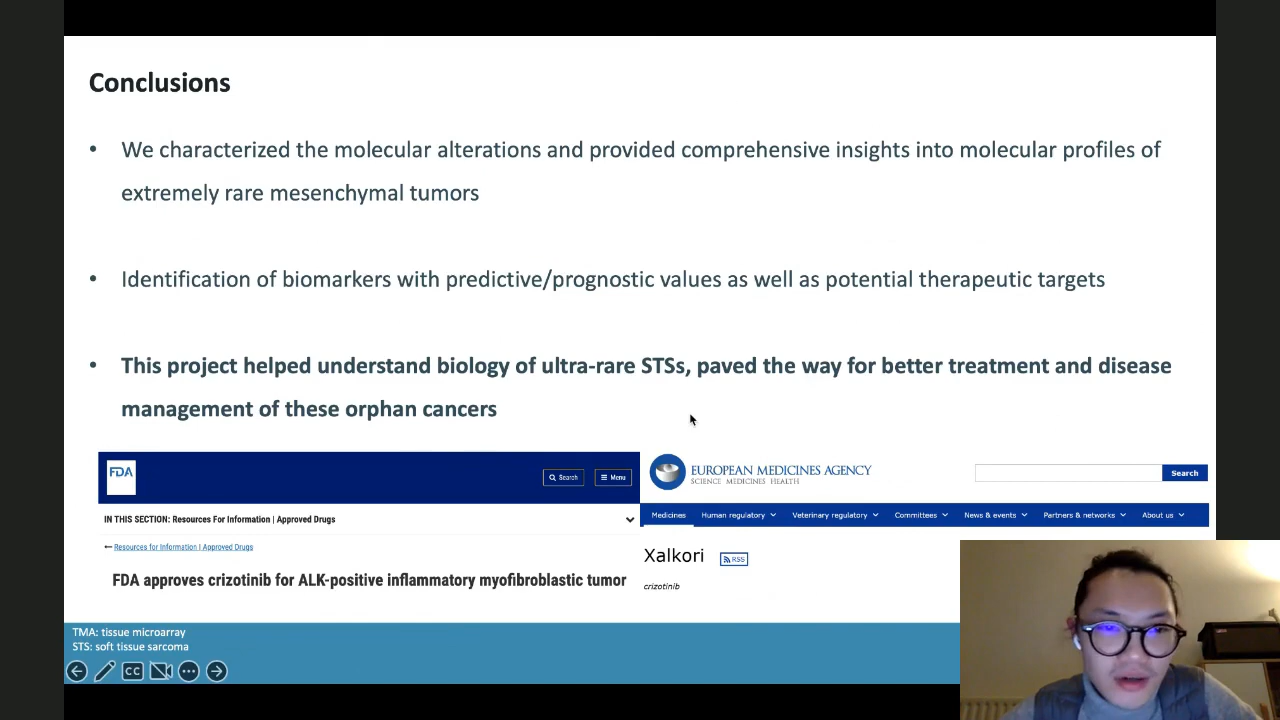 Conclusions
• We characterized the molecular alterations and provided comprehensive insights into molecular profiles of
extremely rare mesenchymal tumors
• Identification of biomarkers with predictive/prognostic values as well as potential therapeutic targets
• This project helped understand biology of ultra-rare STSs, paved the way for better treatment and disease
management of these orphan cancers
FDA
Search
Menu
IN THIS SECTION: Resources For Information | Approved Drugs
Resources for Information | Approved Drugs
FDA approves crizotinib for ALK-positive inflammatory myofibroblastic tumor
EUROPEAN MEDICINES AGENCY
SCIENCE MEDICINES HEALTH
Search
Medicines Human regulatory Veterinary regulatory Committees News & events Partners & networks About us
Xalkori RSS
crizotinib
TMA: tissue microarray
STS: soft tissue sarcoma
CC